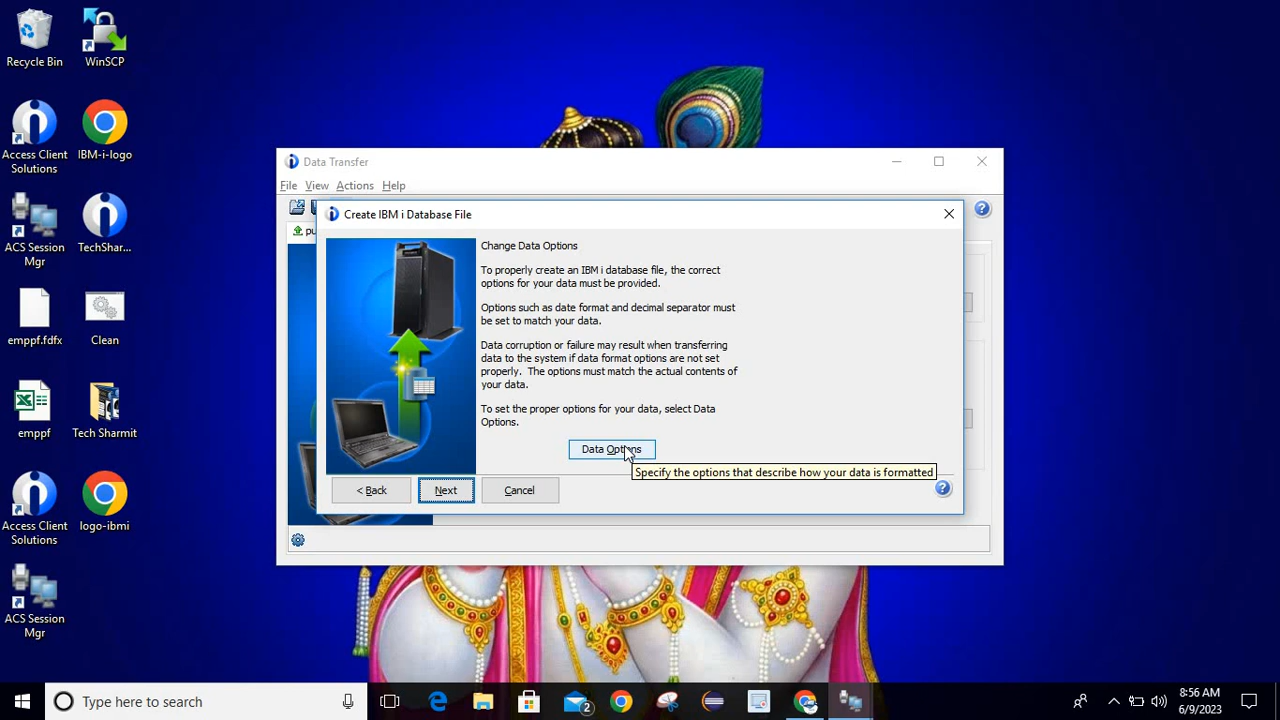 Recycle Bin
WinSCP
Access Client
Solutions
IBM-i-logo
ACS Session
Mgr
TechShar...
emppf.fdfx
Clean
emppf
Tech Sharmit
Access Client
Solutions
logo-ibmi
ACS Session
Mgr
Data Transfer
File View Actions Help
Create IBM i Database File
Change Data Options
To properly create an IBM i database file, the correct
options for your data must be provided.
Options such as date format and decimal separator must
be set to match your data.
Data corruption or failure may result when transferring
data to the system if data format options are not set
properly. The options must match the actual contents of
your data.
To set the proper options for your data, select Data
Options.
Data Options
Specify the options that describe how your data is formatted
< Back Next Cancel
Type here to search
2
8:56 AM
6/9/2023